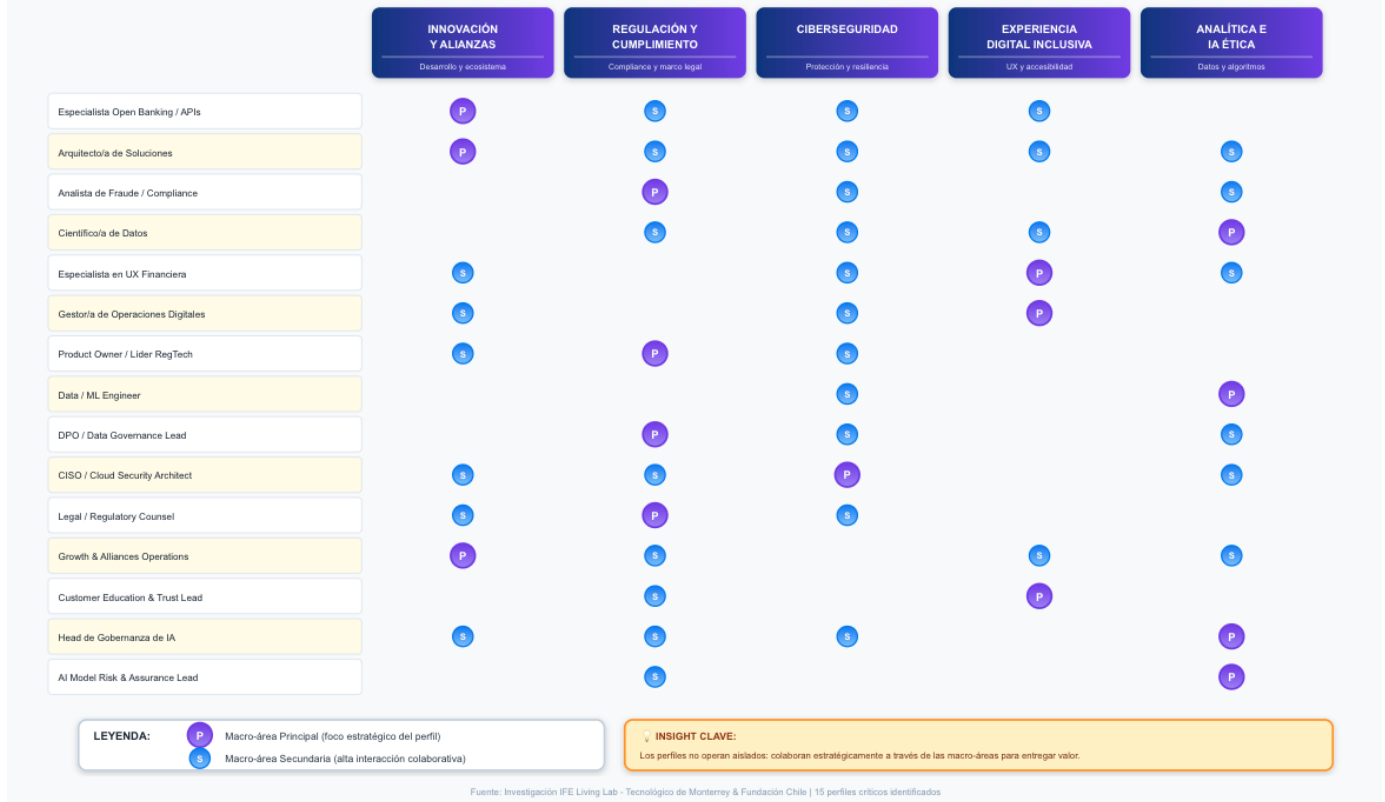 INNOVACIÓN
Y ALIANZAS
Desarrollo y ecosistema
REGULACIÓN Y
CUMPLIMIENTO
Compliance y marco legal
CIBERSEGURIDAD
Protección y resiliencia
EXPERIENCIA
DIGITAL INCLUSIVA
UX y accesibilidad
ANALÍTICA E
IA ÉTICA
Datos y algoritmos
Especialista Open Banking / APIs P S S S
Arquitecto/a de Soluciones P S S S S
Analista de Fraude / Compliance P S S
Científico/a de Datos S S S P
Especialista en UX Financiera S S P S
Gestor/a de Operaciones Digitales S S P
Product Owner / Líder RegTech S P S
Data / ML Engineer S P
DPO / Data Governance Lead P S S
CISO / Cloud Security Architect S S P S
Legal / Regulatory Counsel S P S
Growth & Alliances Operations P S S S
Customer Education & Trust Lead S P
Head de Gobernanza de IA S S S P
AI Model Risk & Assurance Lead S P
LEYENDA:
P Macro-área Principal (foco estratégico del perfil)
S Macro-área Secundaria (alta interacción colaborativa)
💡 INSIGHT CLAVE:
Los perfiles no operan aislados: colaboran estratégicamente a través de las macro-áreas para entregar valor.
Fuente: Investigación IFE Living Lab - Tecnológico de Monterrey & Fundación Chile | 15 perfiles críticos identificados